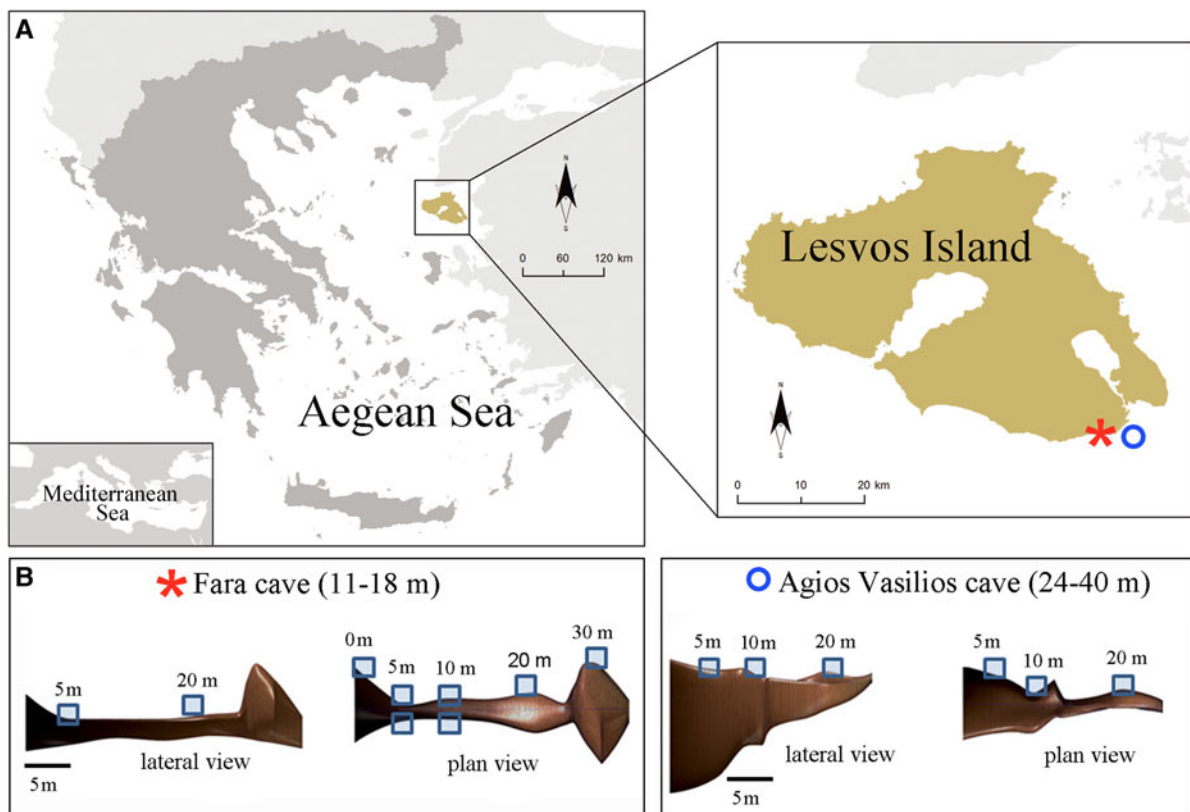 A
N
S
0 60 120 km
Aegean Sea
Mediterranean
Sea
Lesvos Island
N
S
0 10 20 km
B
* Fara cave (11-18 m)
5m
20 m
lateral view
5m
0m
5m
10 m
20 m
30 m
plan view
Agios Vasilios cave (24-40 m)
5m
10m
20 m
lateral view
5m
5m
10 m
20 m
plan view